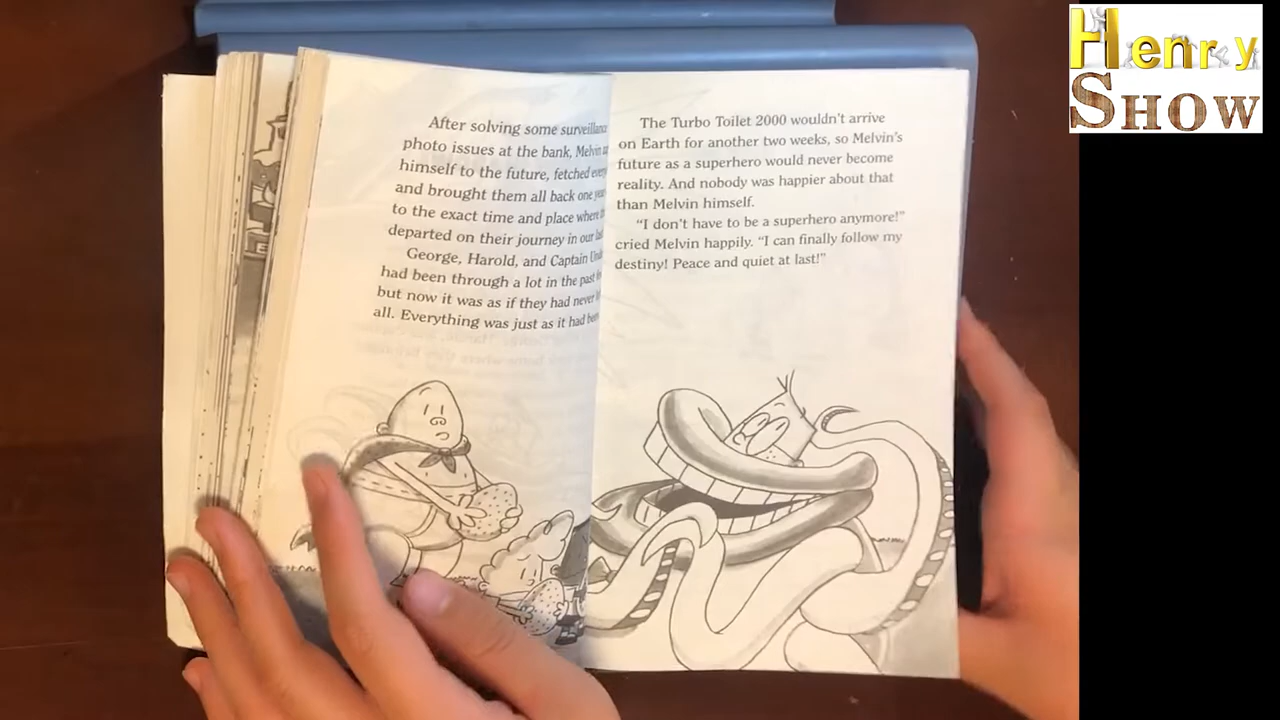 After solving some surveillance
photo issues at the bank, Melvin
himself to the future, fetched
and brought them all back one
to the exact time and place where
departed on their journey in our
George, Harold, and Captain
had been through a lot in the past
but now it was as if they had never
all. Everything was just as it had
The Turbo Toilet 2000 wouldn't arrive
on Earth for another two weeks, so Melvin's
future as a superhero would never become
reality. And nobody was happier about that
than Melvin himself.
"I don't have to be a superhero anymore!"
cried Melvin happily. "I can finally follow my
destiny! Peace and quiet at last!"
Henry
SHOW